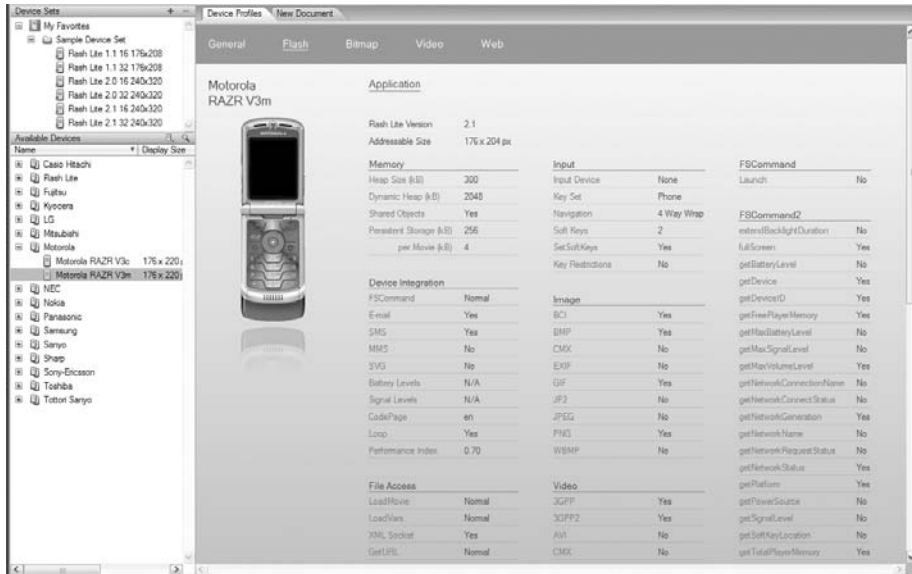 Device Sets + −
My Favorites
Sample Device Set
Flash Lite 1.1 16 176x208
Flash Lite 1.1 32 176x208
Flash Lite 2.0 16 240x320
Flash Lite 2.0 32 240x320
Flash Lite 2.1 16 240x320
Flash Lite 2.1 32 240x320
Available Devices
Name Display Size
Casio Hitachi
Flash Lite
Fujitsu
Kyocera
LG
Mitsubishi
Motorola
Motorola RAZR V3c 176 x 220
Motorola RAZR V3m 176 x 220
NEC
Nokia
Panasonic
Samsung
Sanyo
Sharp
Sony-Ericsson
Toshiba
Tottori Sanyo
Device Profiles New Document
General Flash Bitmap Video Web
Motorola
RAZR V3m
MOTOROLA
Application
Flash Lite Version 2.1
Addressable Size 176 x 204 px
Memory
Heap Size (kB) 300
Dynamic Heap (kB) 2048
Shared Objects Yes
Persistent Storage (kB) 256
per Movie (kB) 4
Device Integration
FSCommand Normal
E-mail Yes
SMS Yes
MMS No
SVG No
Battery Levels N/A
Signal Levels N/A
CodePage en
Loop Yes
Performance Index 0.70
File Access
LoadMovie Normal
LoadVars Normal
XML Socket Yes
GetURL Normal
Input
Input Device None
Key Set Phone
Navigation 4 Way Wrap
Soft Keys 2
SetSoftKeys Yes
Key Restrictions No
Image
BCI Yes
BMP Yes
CMX No
EXIF No
GIF Yes
JP2 No
JPEG No
PNG Yes
WBMP No
Video
3GPP Yes
3GPP2 Yes
AVI No
CMX No
FSCommand
Launch No
FSCommand2
extendBacklightDuration No
fullScreen Yes
getBatteryLevel No
getDevice Yes
getDeviceID Yes
getFreePlayerMemory Yes
getMaxBatteryLevel No
getMaxSignalLevel No
getMaxVolumeLevel Yes
getNetworkConnectionName No
getNetworkConnectStatus No
getNetworkGeneration Yes
getNetworkName No
getNetworkRequestStatus No
getNetworkStatus Yes
getPlatform Yes
getPowerSource No
getSignalLevel No
getSoftKeyLocation No
getTotalPlayerMemory Yes